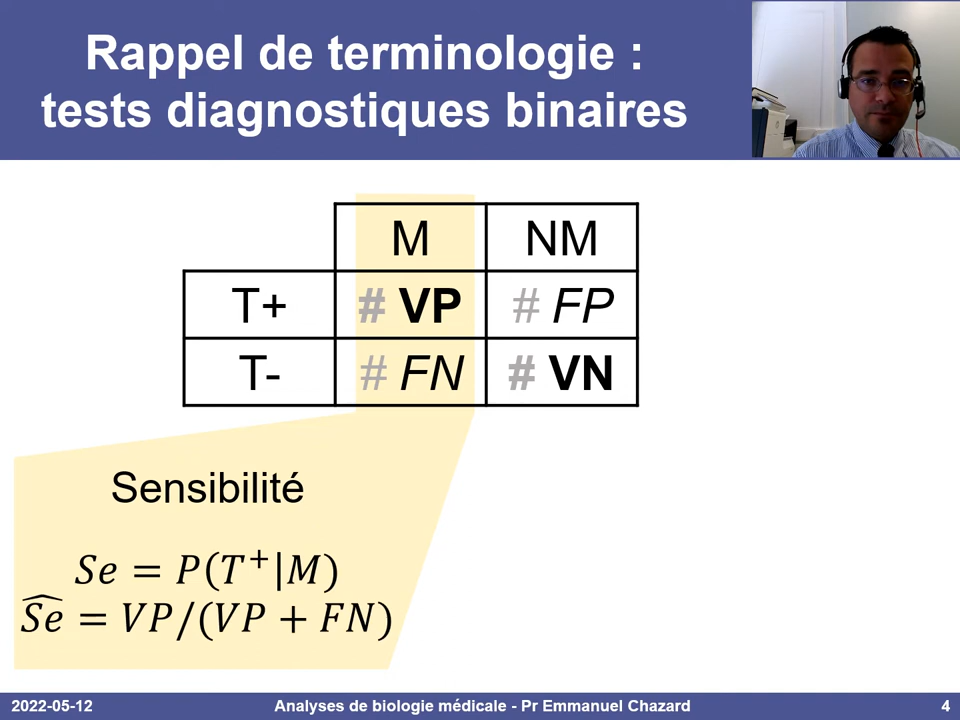 Rappel de terminologie :
tests diagnostiques binaires
M NM
T+ # VP # FP
T- # FN # VN
Sensibilité
𝑆𝑒 = 𝑃(𝑇⁺|𝑀)
𝑆𝑒̂ = 𝑉𝑃/(𝑉𝑃 + 𝐹𝑁)
2022-05-12 Analyses de biologie médicale - Pr Emmanuel Chazard 4